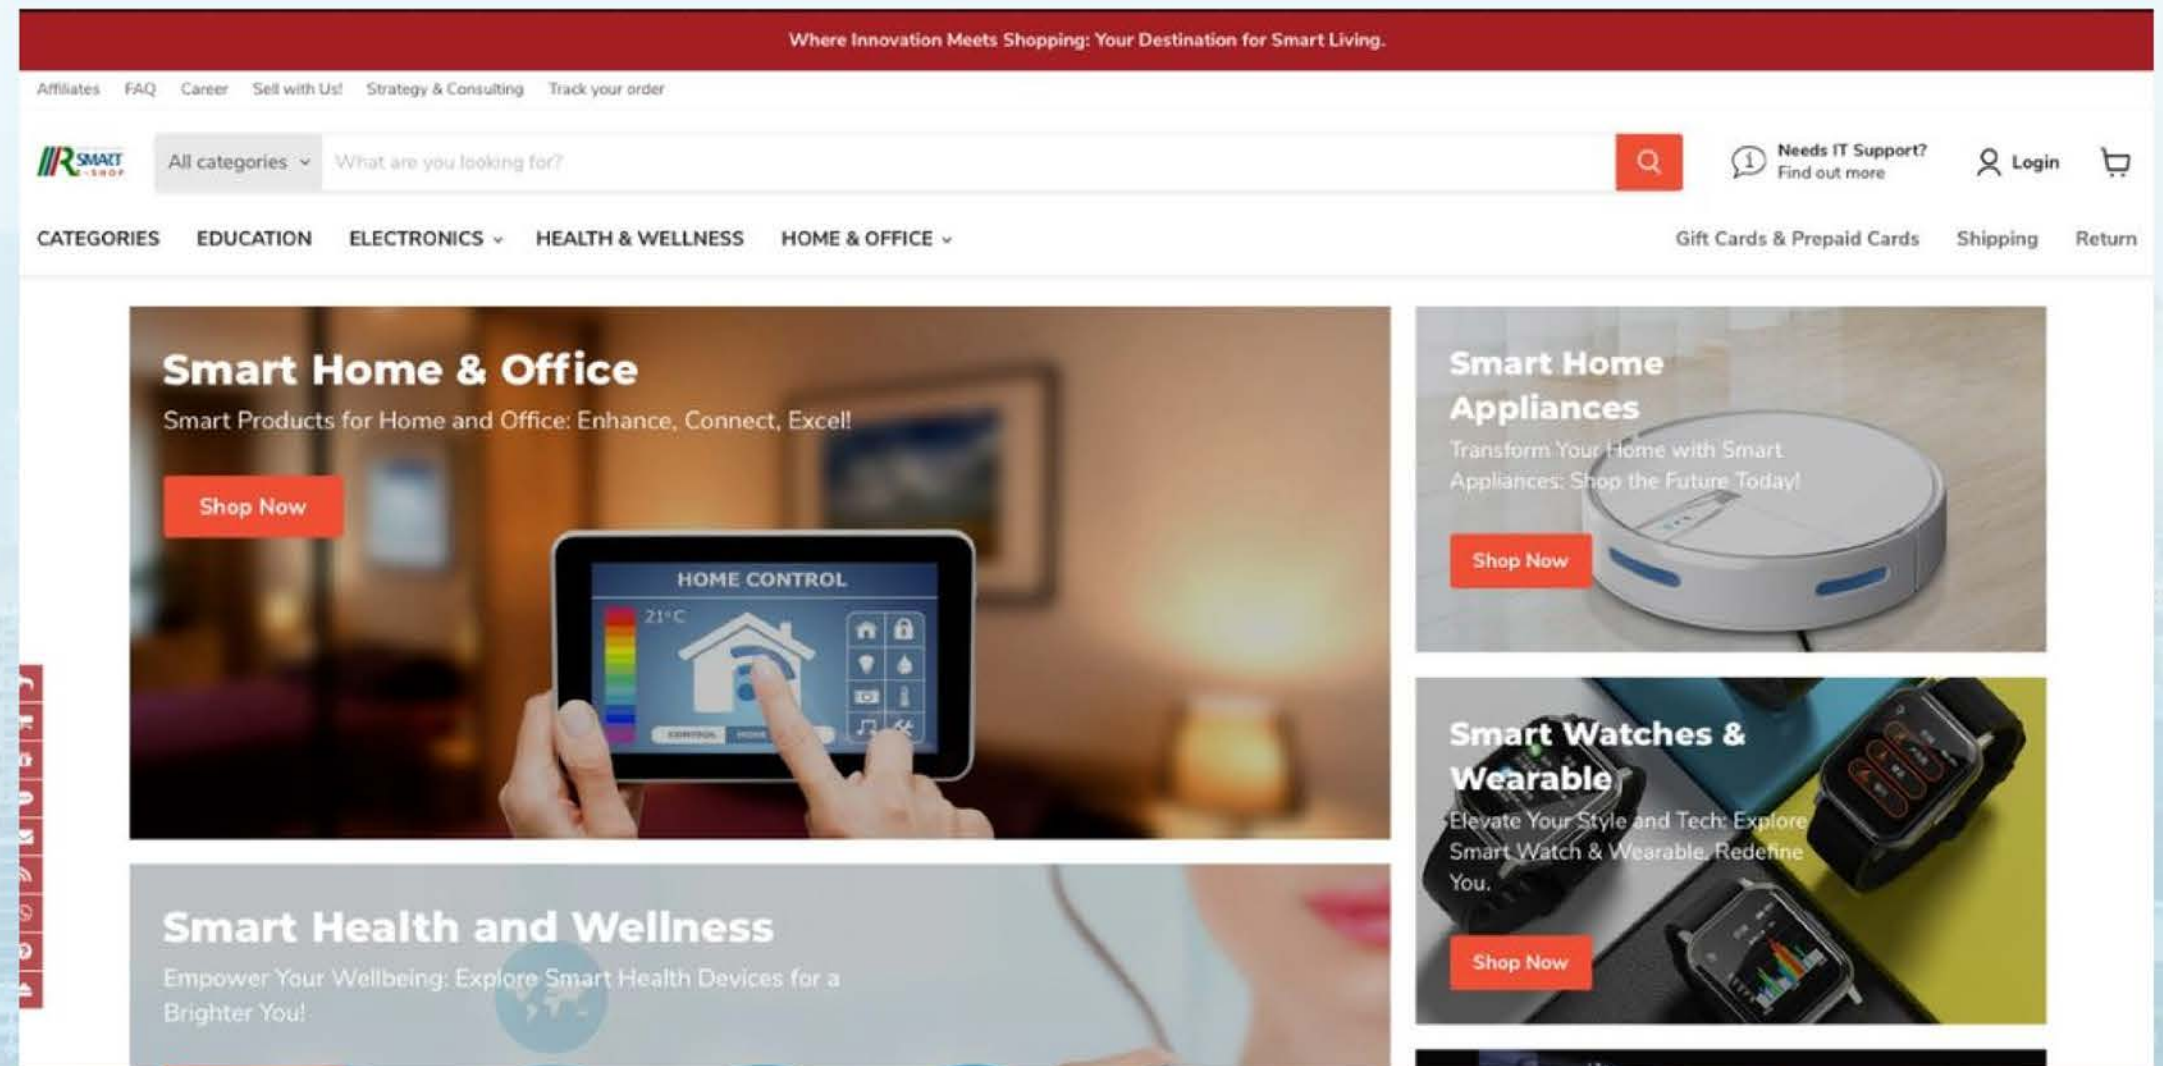 Where Innovation Meets Shopping: Your Destination for Smart Living.
Affiliates FAQ Career Sell with Us! Strategy & Consulting Track your order
R SMART
E-SHOP
All categories What are you looking for?
Needs IT Support?
Find out more
Login
CATEGORIES EDUCATION ELECTRONICS HEALTH & WELLNESS HOME & OFFICE Gift Cards & Prepaid Cards Shipping Return
Smart Home & Office
Smart Products for Home and Office: Enhance, Connect, Excel!
Shop Now
HOME CONTROL
21°C
CONTROL HOME
Smart Home
Appliances
Transform Your Home with Smart
Appliances: Shop the Future Today!
Shop Now
Smart Watches &
Wearable
Elevate Your Style and Tech: Explore
Smart Watch & Wearable, Redefine
You.
Shop Now
Smart Health and Wellness
Empower Your Wellbeing: Explore Smart Health Devices for a
Brighter You!